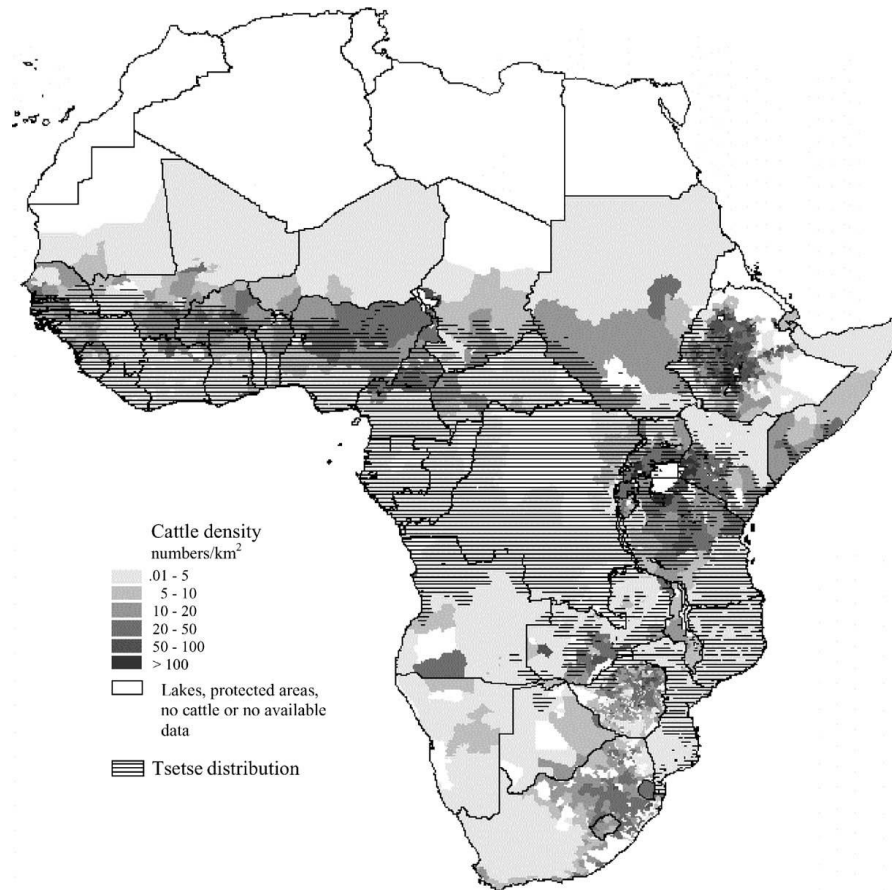 Cattle density
numbers/km²
.01 - 5
5 - 10
10 - 20
20 - 50
50 - 100
> 100
Lakes, protected areas,
no cattle or no available
data
Tsetse distribution